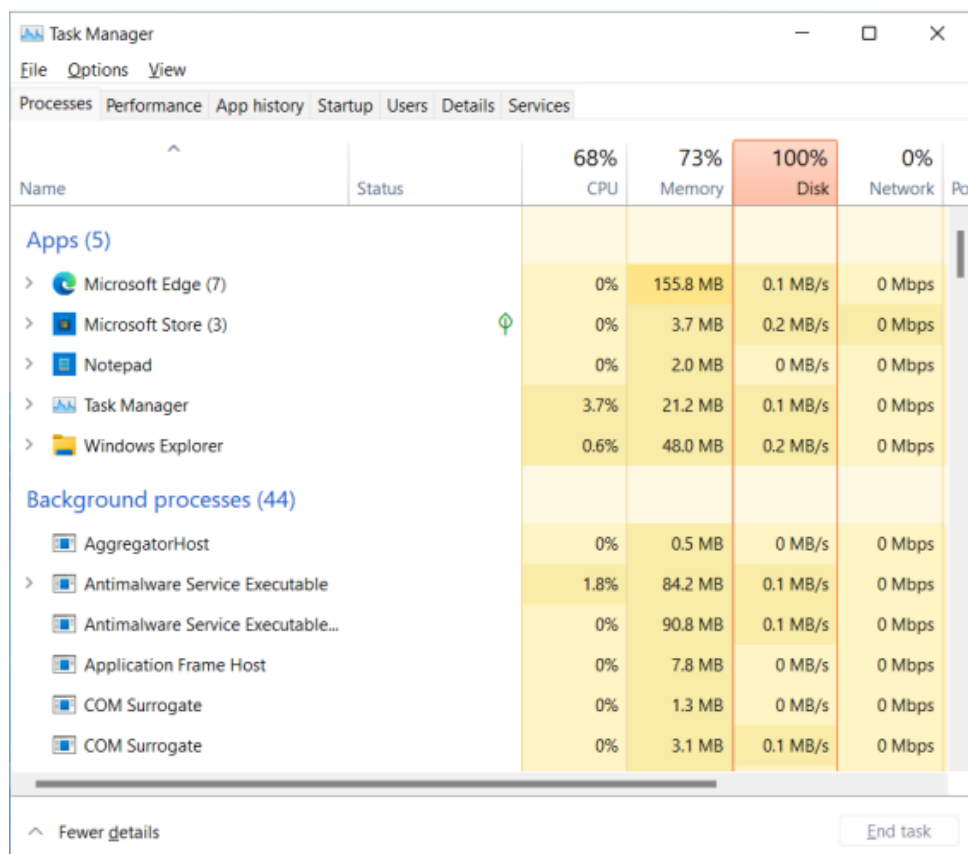 Task Manager
File Options View
Processes Performance App history Startup Users Details Services
68% 73% 100% 0%
Name Status CPU Memory Disk Network Po
Apps (5)
Microsoft Edge (7) 0% 155.8 MB 0.1 MB/s 0 Mbps
Microsoft Store (3) 0% 3.7 MB 0.2 MB/s 0 Mbps
Notepad 0% 2.0 MB 0 MB/s 0 Mbps
Task Manager 3.7% 21.2 MB 0.1 MB/s 0 Mbps
Windows Explorer 0.6% 48.0 MB 0.2 MB/s 0 Mbps
Background processes (44)
AggregatorHost 0% 0.5 MB 0 MB/s 0 Mbps
Antimalware Service Executable 1.8% 84.2 MB 0.1 MB/s 0 Mbps
Antimalware Service Executable... 0% 90.8 MB 0.1 MB/s 0 Mbps
Application Frame Host 0% 7.8 MB 0 MB/s 0 Mbps
COM Surrogate 0% 1.3 MB 0 MB/s 0 Mbps
COM Surrogate 0% 3.1 MB 0.1 MB/s 0 Mbps
Fewer details End task